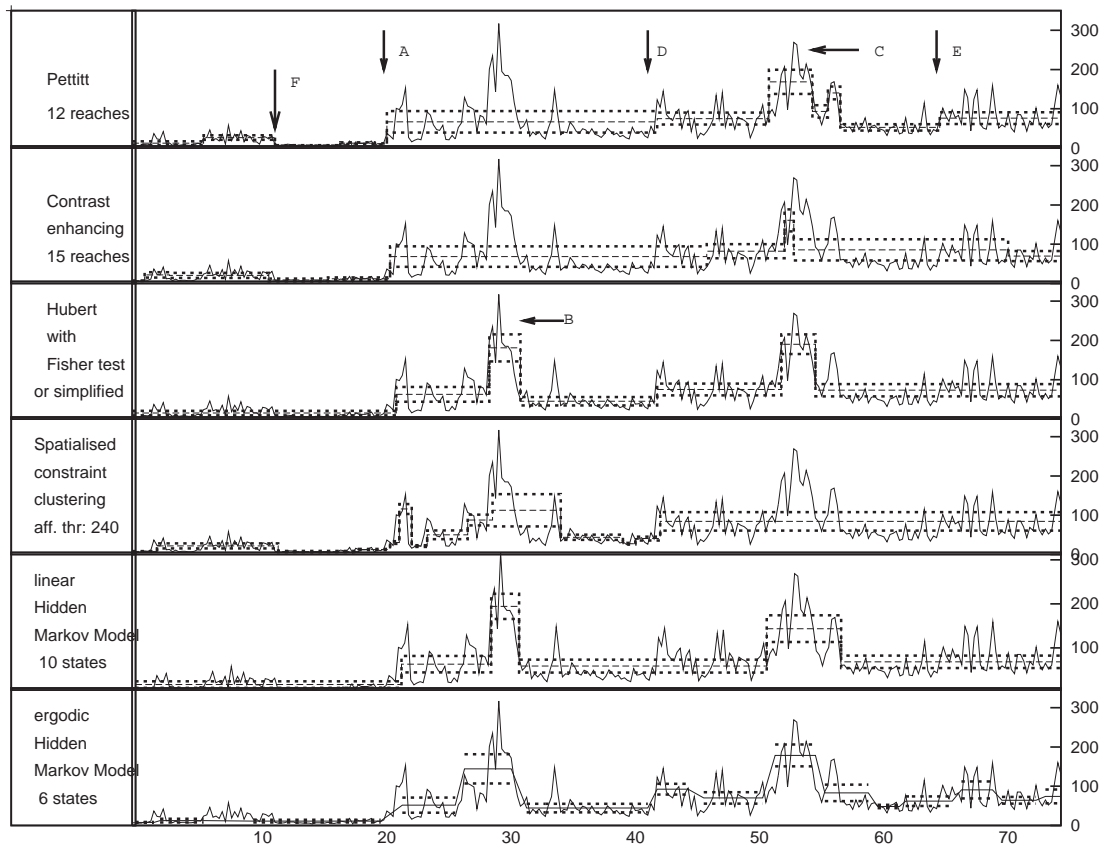 300
200
100
0
A
D
C
E
F
Pettitt
12 reaches
300
200
100
0
Contrast
enhancing
15 reaches
300
200
100
0
B
Hubert
with
Fisher test
or simplified
300
200
100
0
Spatialised
constraint
clustering
aff. thr: 240
300
200
100
linear
Hidden
Markov Model
10 states
300
200
100
0
ergodic
Hidden
Markov Model
6 states
10
20
30
40
50
60
70